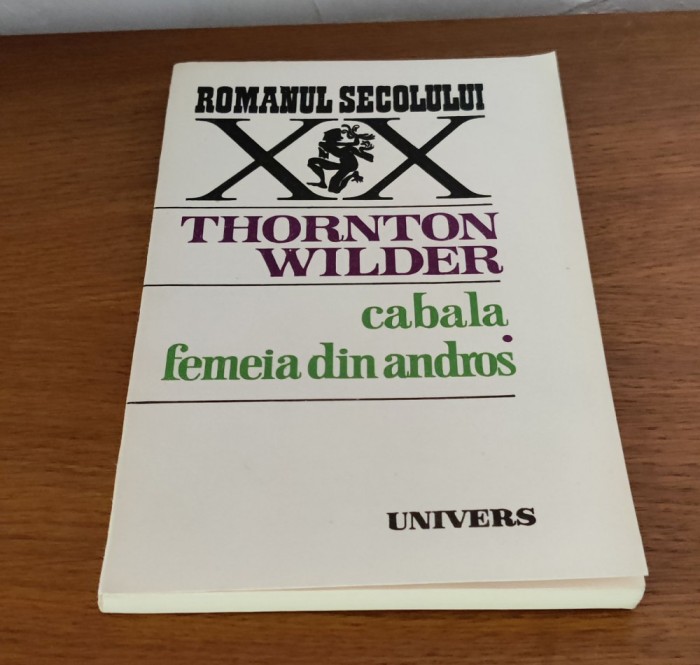 ROMANUL SECOLULUI
XX
THORNTON
WILDER
cabala
femeia din andros
UNIVERS